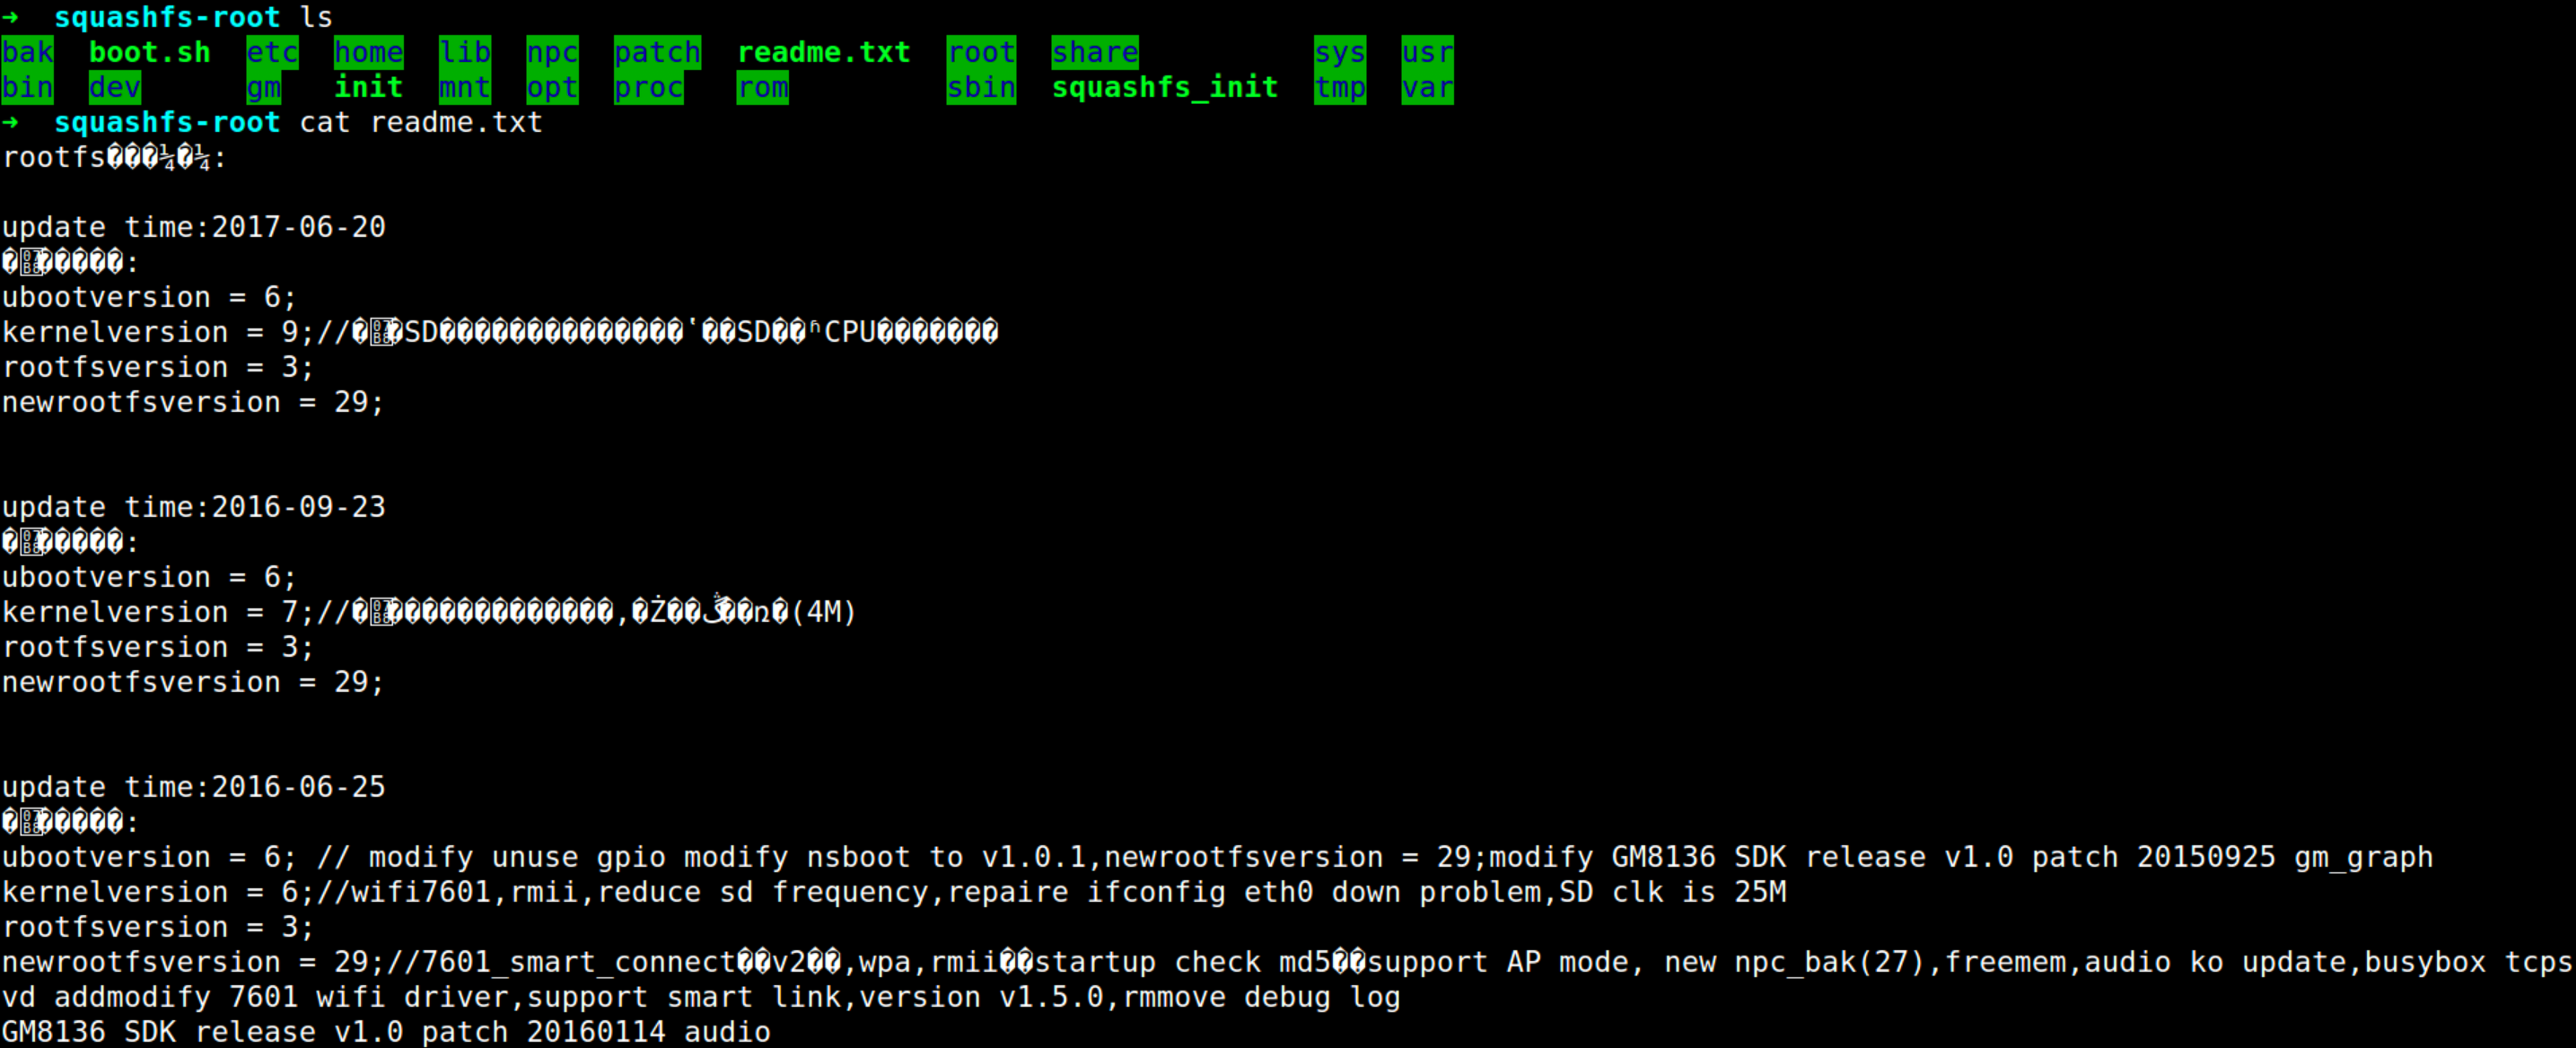 ➜ squashfs-root ls
bak boot.sh etc home lib npc patch readme.txt root share sys usr
bin dev gm init mnt opt proc rom sbin squashfs_init tmp var
➜ squashfs-root cat readme.txt
rootfs���¼�¼:
update time:2017-06-20
�޸�����:
ubootversion = 6;
kernelversion = 9;//�޸�SD��������������ʽ��SD��ʱCPU�������
rootfsversion = 3;
newrootfsversion = 29;
update time:2016-09-23
�޸�����:
ubootversion = 6;
kernelversion = 7;//�޸�������������,�Ż��ڴ��ռ�(4M)
rootfsversion = 3;
newrootfsversion = 29;
update time:2016-06-25
�޸�����:
ubootversion = 6; // modify unuse gpio modify nsboot to v1.0.1,newrootfsversion = 29;modify GM8136 SDK release v1.0 patch 20150925 gm_graph
kernelversion = 6;//wifi7601,rmii,reduce sd frequency,repaire ifconfig eth0 down problem,SD clk is 25M
rootfsversion = 3;
newrootfsversion = 29;//7601_smart_connect��v2��,wpa,rmii��startup check md5��support AP mode, new npc_bak(27),freemem,audio ko update,busybox tcps
vd addmodify 7601 wifi driver,support smart link,version v1.5.0,rmmove debug log
GM8136 SDK release v1.0 patch 20160114 audio